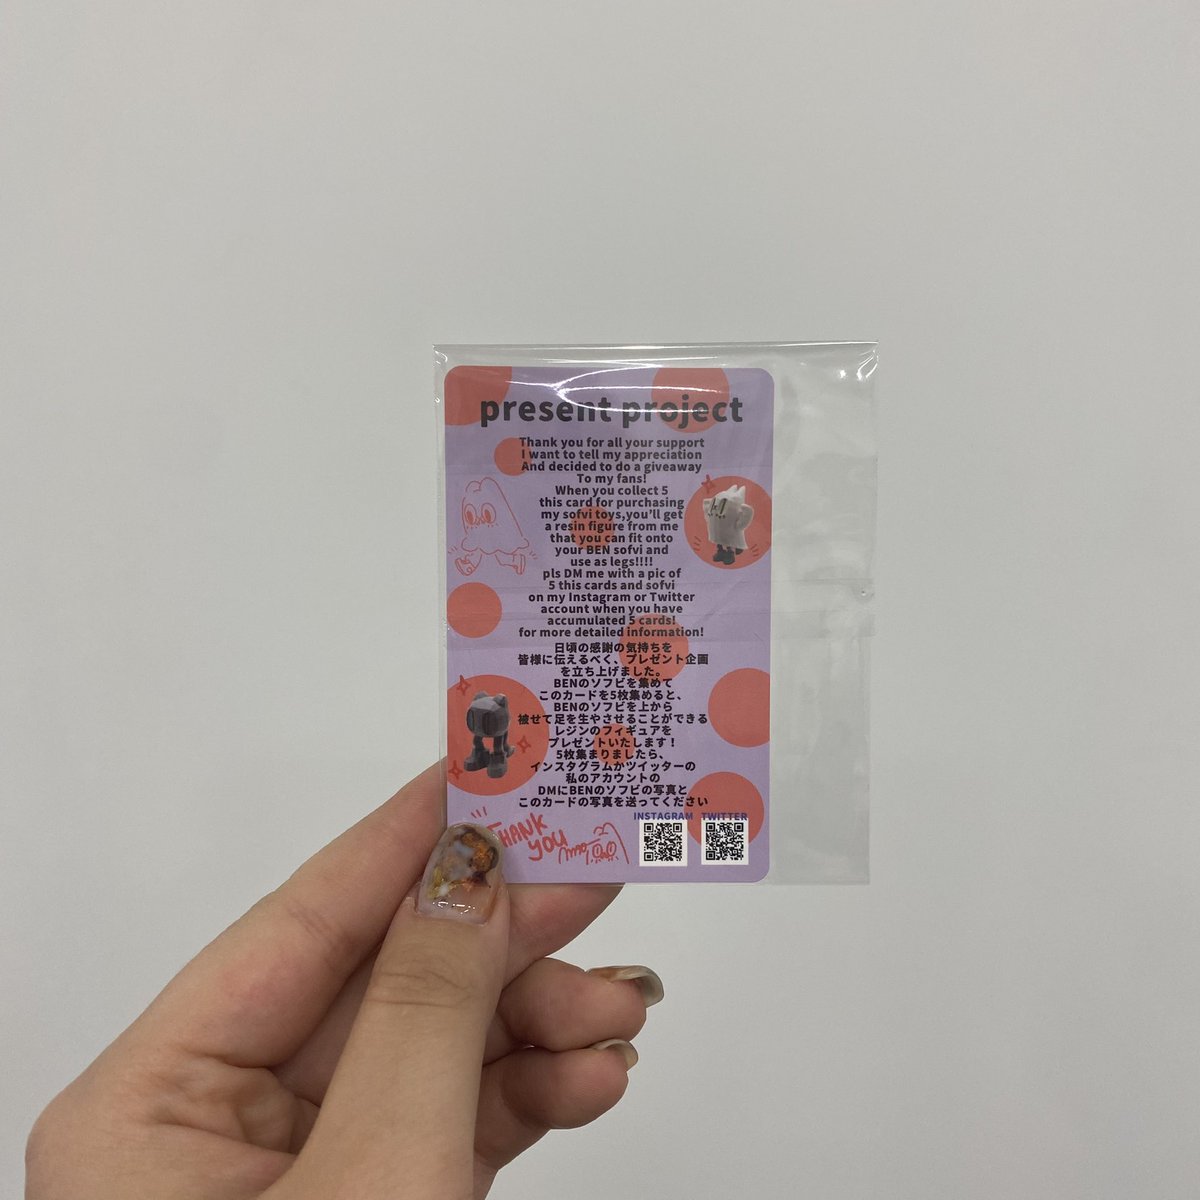 present project
Thank you for all your support
I want to tell my appreciation
And decided to do a giveaway
To my fans!
When you collect 5
this card for purchasing
my sofvi toys,you'll get
a resin figure from me
that you can fit onto
your BEN sofvi and
use as legs!!!!
pls DM me with a pic of
5 this cards and sofvi
on my Instagram or Twitter
account when you have
accumulated 5 cards!
for more detailed information!
日頃の感謝の気持ちを
皆様に伝えるべく、プレゼント企画
を立ち上げました。
BENのソフビを集めて
このカードを5枚集めると、
BENのソフビを上から
被せて足を生やさせることができる
レジンのフィギュアを
プレゼントいたします！
5枚集まりましたら、
インスタグラムかツイッターの
私のアカウントの
DMにBENのソフビの写真と
このカードの写真を送ってください
INSTAGRAM TWITTER
THANK
YOU